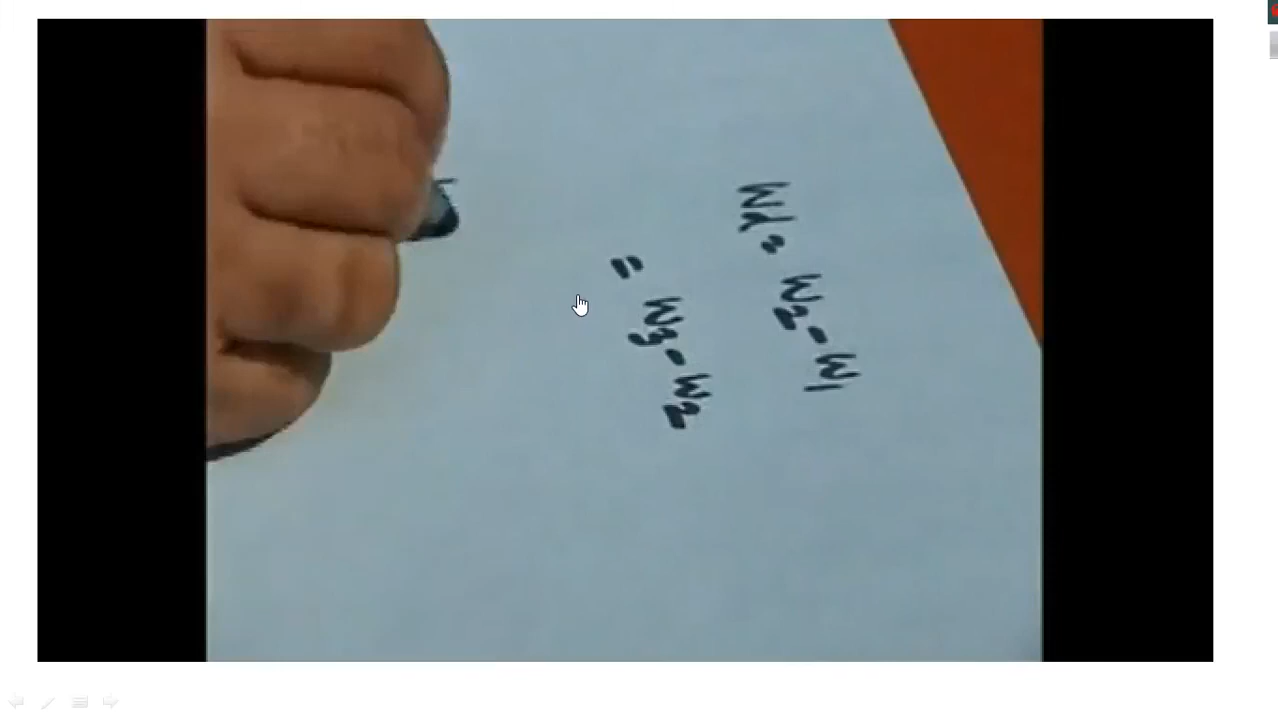 Wd = W2 - W1
= W3 - W2